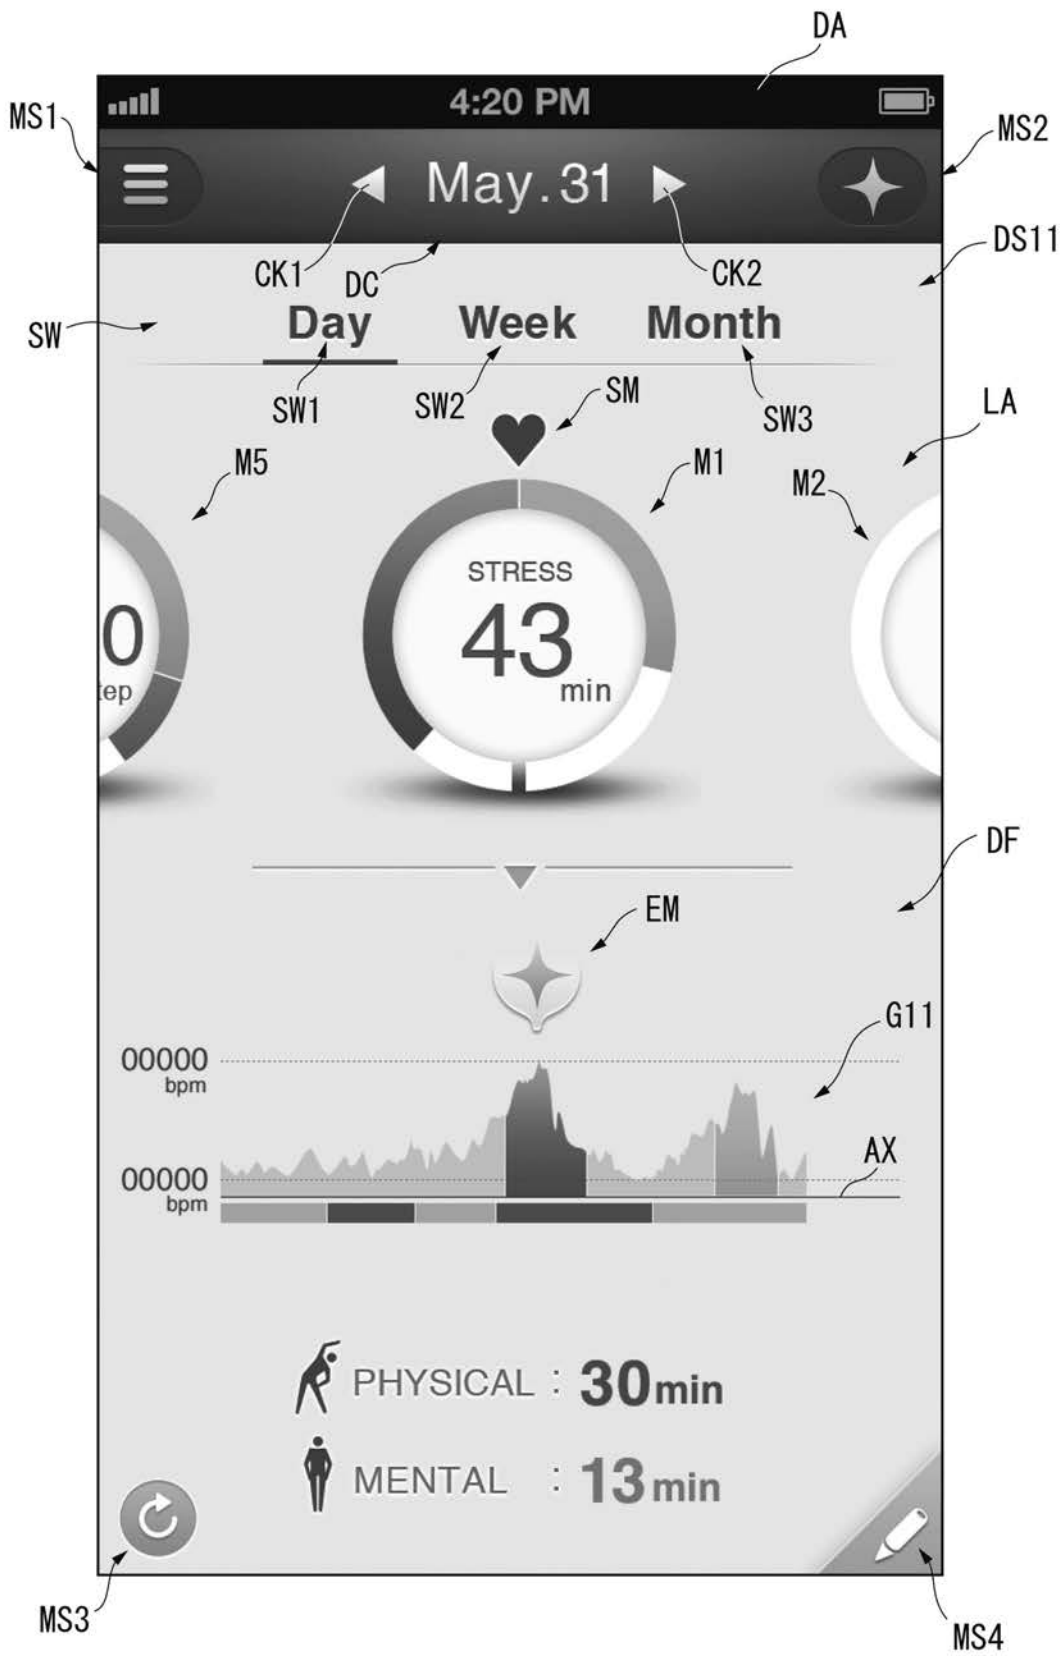 DA
4:20 PM
MS1
MS2
May.31
DS11
CK1
DC
CK2
SW
Day Week Month
SW1
SW2
SM
SW3
LA
M5
M1
M2
STRESS
43
min
0
tep
DF
EM
G11
00000
bpm
AX
00000
bpm
PHYSICAL : 30min
MENTAL : 13min
MS3
MS4